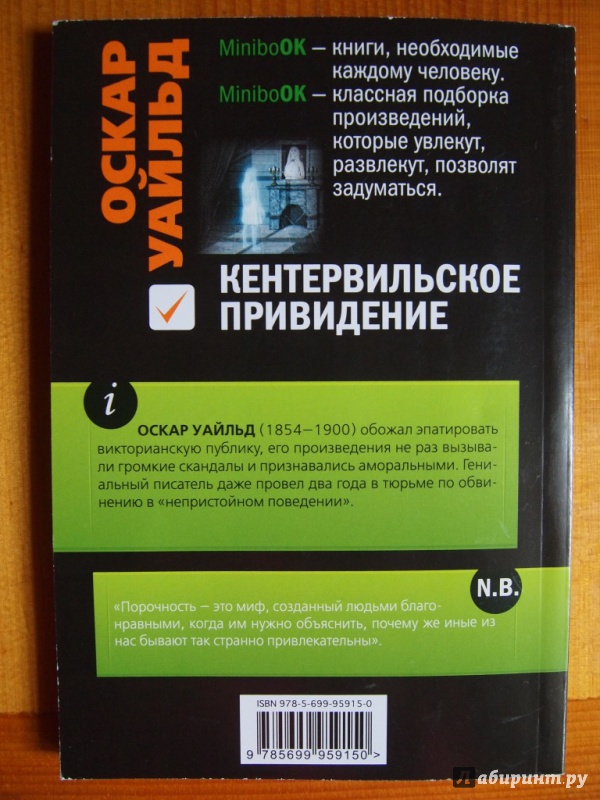 ОСКАР
УАЙЛЬД
MiniboOK – книги, необходимые
каждому человеку.
MiniboOK – классная подборка
произведений,
которые увлекут,
развлекут, позволят
задуматься.
КЕНТЕРВИЛЬСКОЕ
ПРИВИДЕНИЕ
i
ОСКАР УАЙЛЬД (1854–1900) обожал эпатировать
викторианскую публику, его произведения не раз вызыва-
ли громкие скандалы и признавались аморальными. Гени-
альный писатель даже провел два года в тюрьме по обви-
нению в «непристойном поведении».
N.B.
«Порочность – это миф, созданный людьми благо-
нравными, когда им нужно объяснить, почему же иные из
нас бывают так странно привлекательны».
ISBN 978-5-699-95915-0
9 785699 959150 >
Лабиринт.ру